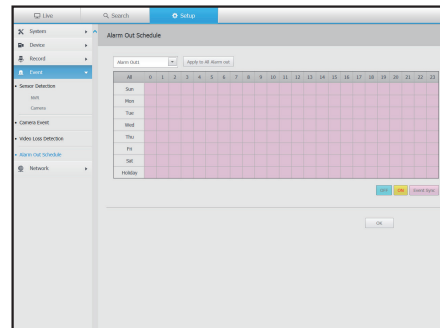 Live Search Setup
System
Device
Record
Event
Sensor Detection
NVR
Camera
Camera Event
Video Loss Detection
Alarm Out Schedule
Network
Alarm Out Schedule
Alarm Out1 Apply to All Alarm out
All 0 1 2 3 4 5 6 7 8 9 10 11 12 13 14 15 16 17 18 19 20 21 22 23
Sun
Mon
Tue
Wed
Thu
Fri
Sat
Holiday
OFF ON Event Sync
OK